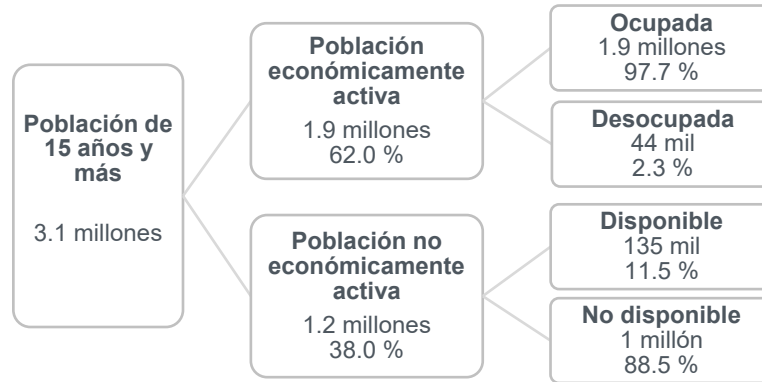 Población de
15 años y
más
3.1 millones
Población
económicamente
activa
1.9 millones
62.0 %
Población no
económicamente
activa
1.2 millones
38.0 %
Ocupada
1.9 millones
97.7 %
Desocupada
44 mil
2.3 %
Disponible
135 mil
11.5 %
No disponible
1 millón
88.5 %